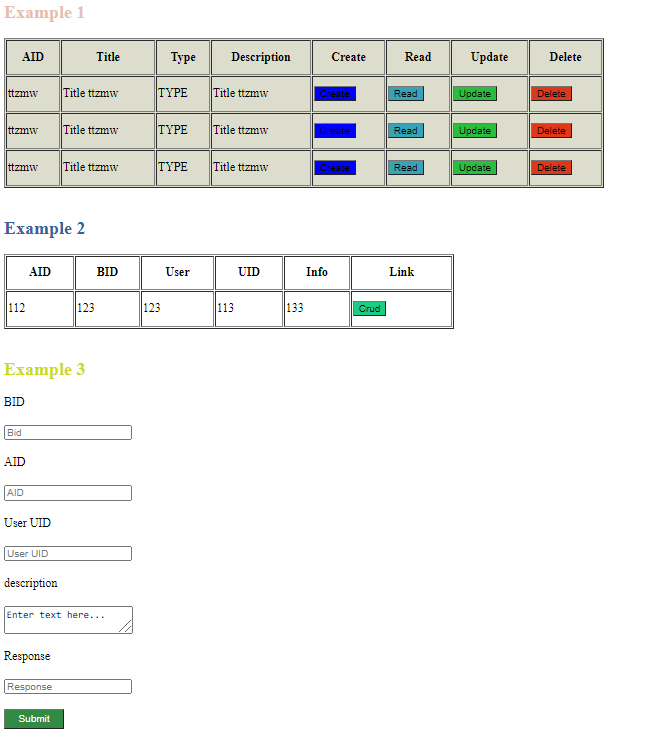 Example 1
AID Title Type Description Create Read Update Delete
ttzmw Title ttzmw TYPE Title ttzmw Create Read Update Delete
ttzmw Title ttzmw TYPE Title ttzmw Create Read Update Delete
ttzmw Title ttzmw TYPE Title ttzmw Create Read Update Delete
Example 2
AID BID User UID Info Link
112 123 123 113 133 Crud
Example 3
BID
Bid
AID
AID
User UID
User UID
description
Enter text here...
Response
Response
Submit